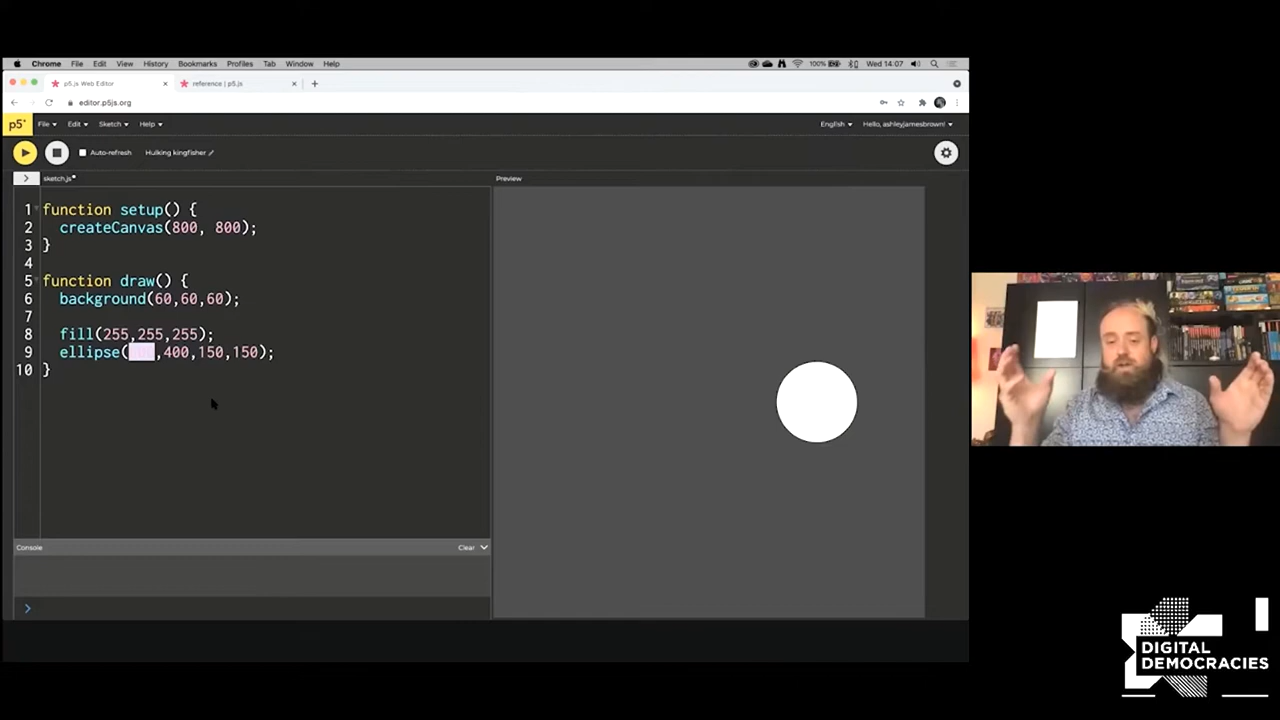 Chrome File Edit View History Bookmarks Profiles Tab Window Help 100% Wed 14:07
p5.js Web Editor × reference | p5.js × +
editor.p5js.org
p5* File Edit Sketch Help English Hello, ashleyjamesbrown!
Auto-refresh Hulking kingfisher
> sketch.js• Preview
1 function setup() {
2 createCanvas(800, 800);
3 }
4
5 function draw() {
6 background(60,60,60);
7
8 fill(255,255,255);
9 ellipse( ,400,150,150);
10 }
Console Clear
>
DIGITAL
DEMOCRACIES